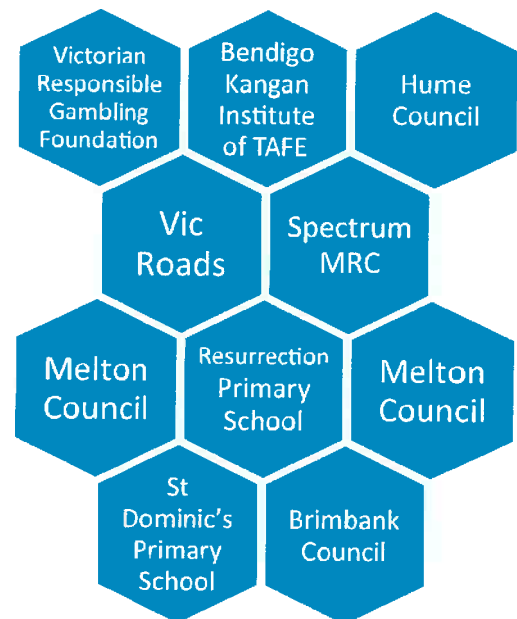 Victorian
Responsible
Gambling
Foundation
Bendigo
Kangan
Institute
of TAFE
Hume
Council
Vic
Roads
Spectrum
MRC
Melton
Council
Resurrection
Primary
School
Melton
Council
St
Dominic's
Primary
School
Brimbank
Council